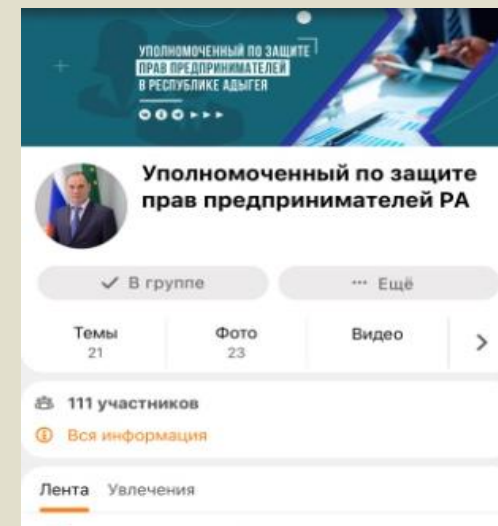 УПОЛНОМОЧЕННЫЙ ПО ЗАЩИТЕ
ПРАВ ПРЕДПРИНИМАТЕЛЕЙ
В РЕСПУБЛИКЕ АДЫГЕЯ
Уполномоченный по защите
прав предпринимателей РА
В группе
Ещё
Темы
21
Фото
23
Видео
111 участников
Вся информация
Лента Увлечения